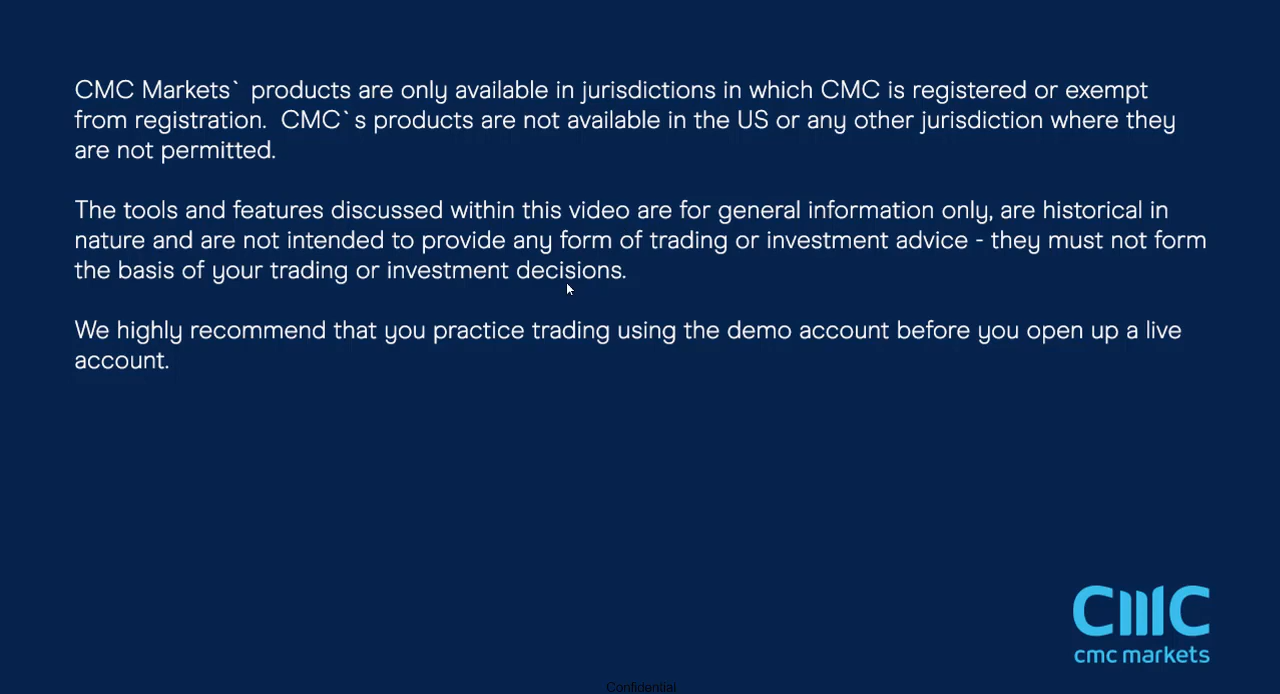 CMC Markets` products are only available in jurisdictions in which CMC is registered or exempt
from registration.  CMC`s products are not available in the US or any other jurisdiction where they
are not permitted.
The tools and features discussed within this video are for general information only, are historical in
nature and are not intended to provide any form of trading or investment advice - they must not form
the basis of your trading or investment decisions.
We highly recommend that you practice trading using the demo account before you open up a live
account.
CMC
cmc markets
Confidential